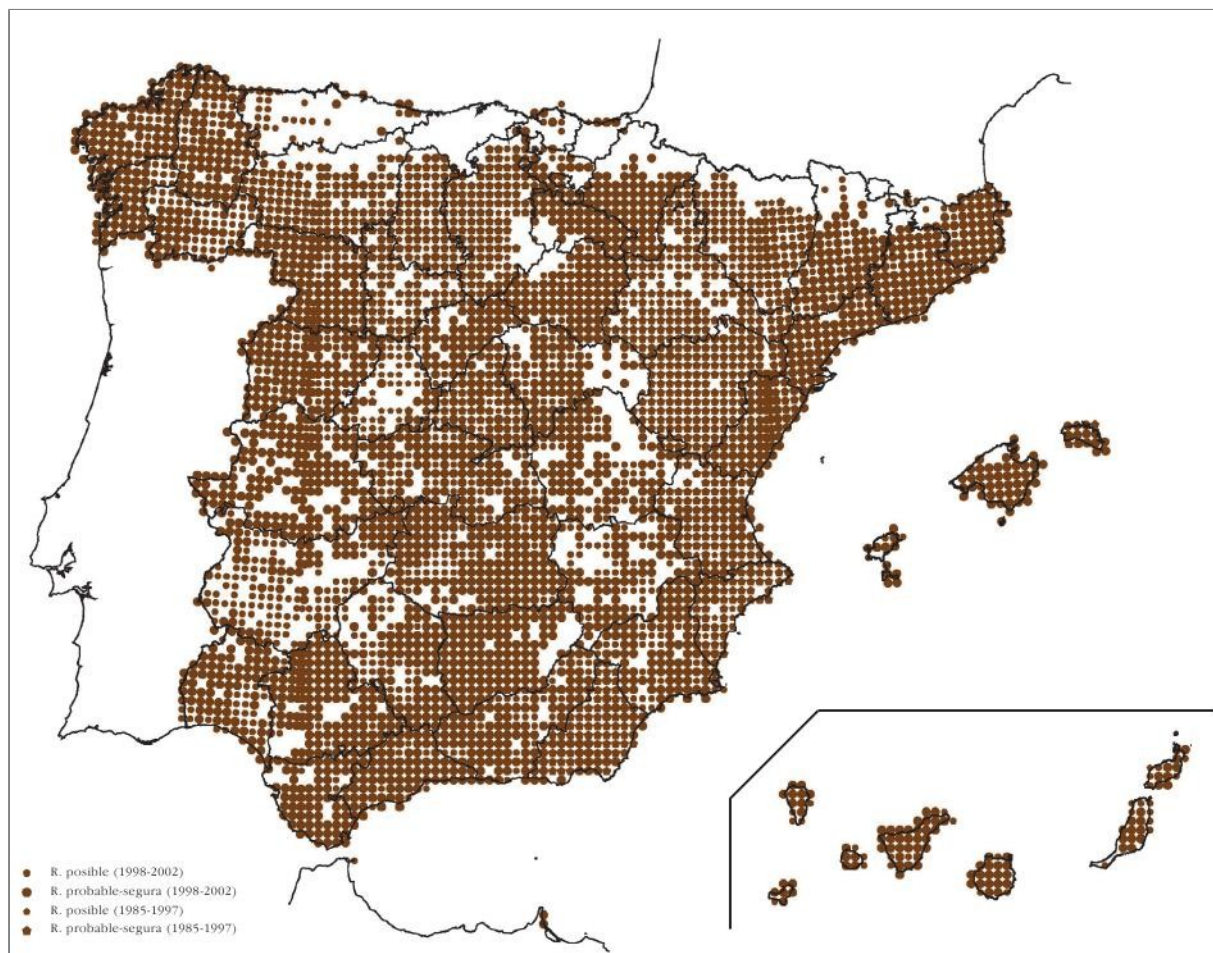 R. posible (1998-2002)
R. probable-segura (1998-2002)
R. posible (1985-1997)
R. probable-segura (1985-1997)